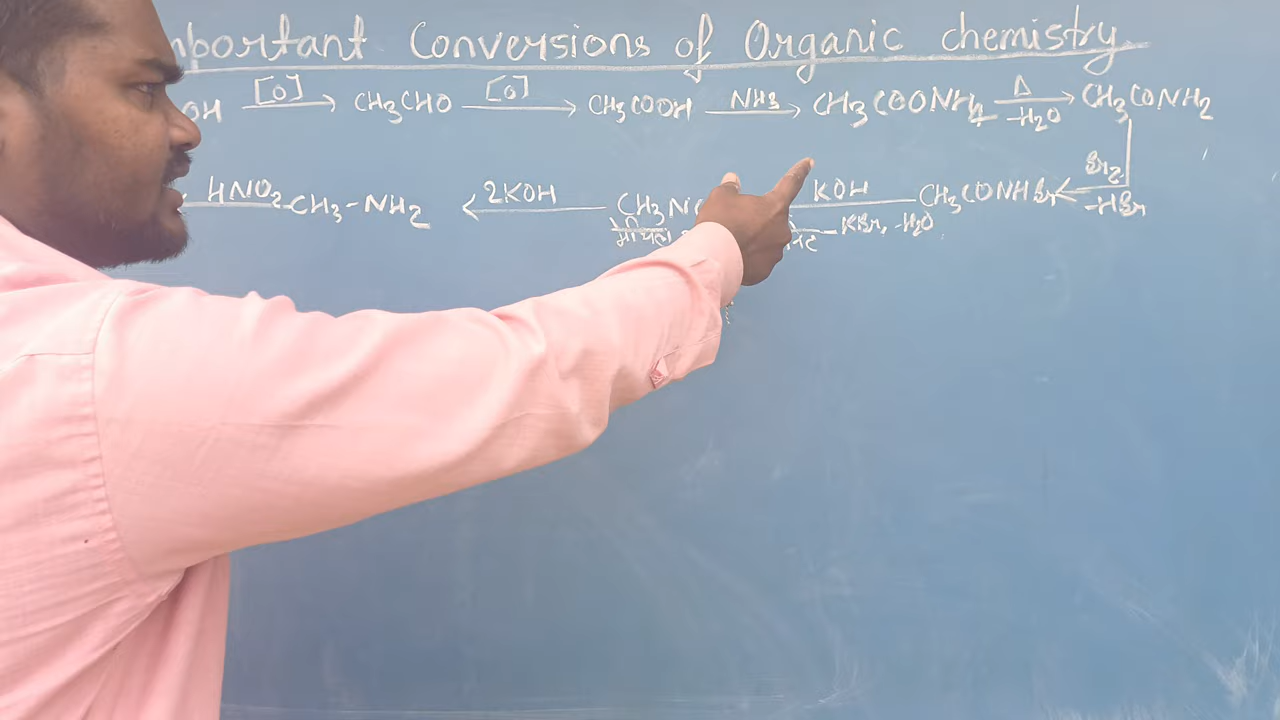 mportant Conversions of Organic chemistry
OH [O] → CH3CHO [O] → CH3COOH NH3 → CH3COONH4 Δ → -H2O CH3CONH2
HNO2 CH3-NH2 ← 2KOH CH3NC KOH CH3CONHBr ← Br2 -HBr
KBr, -H2O